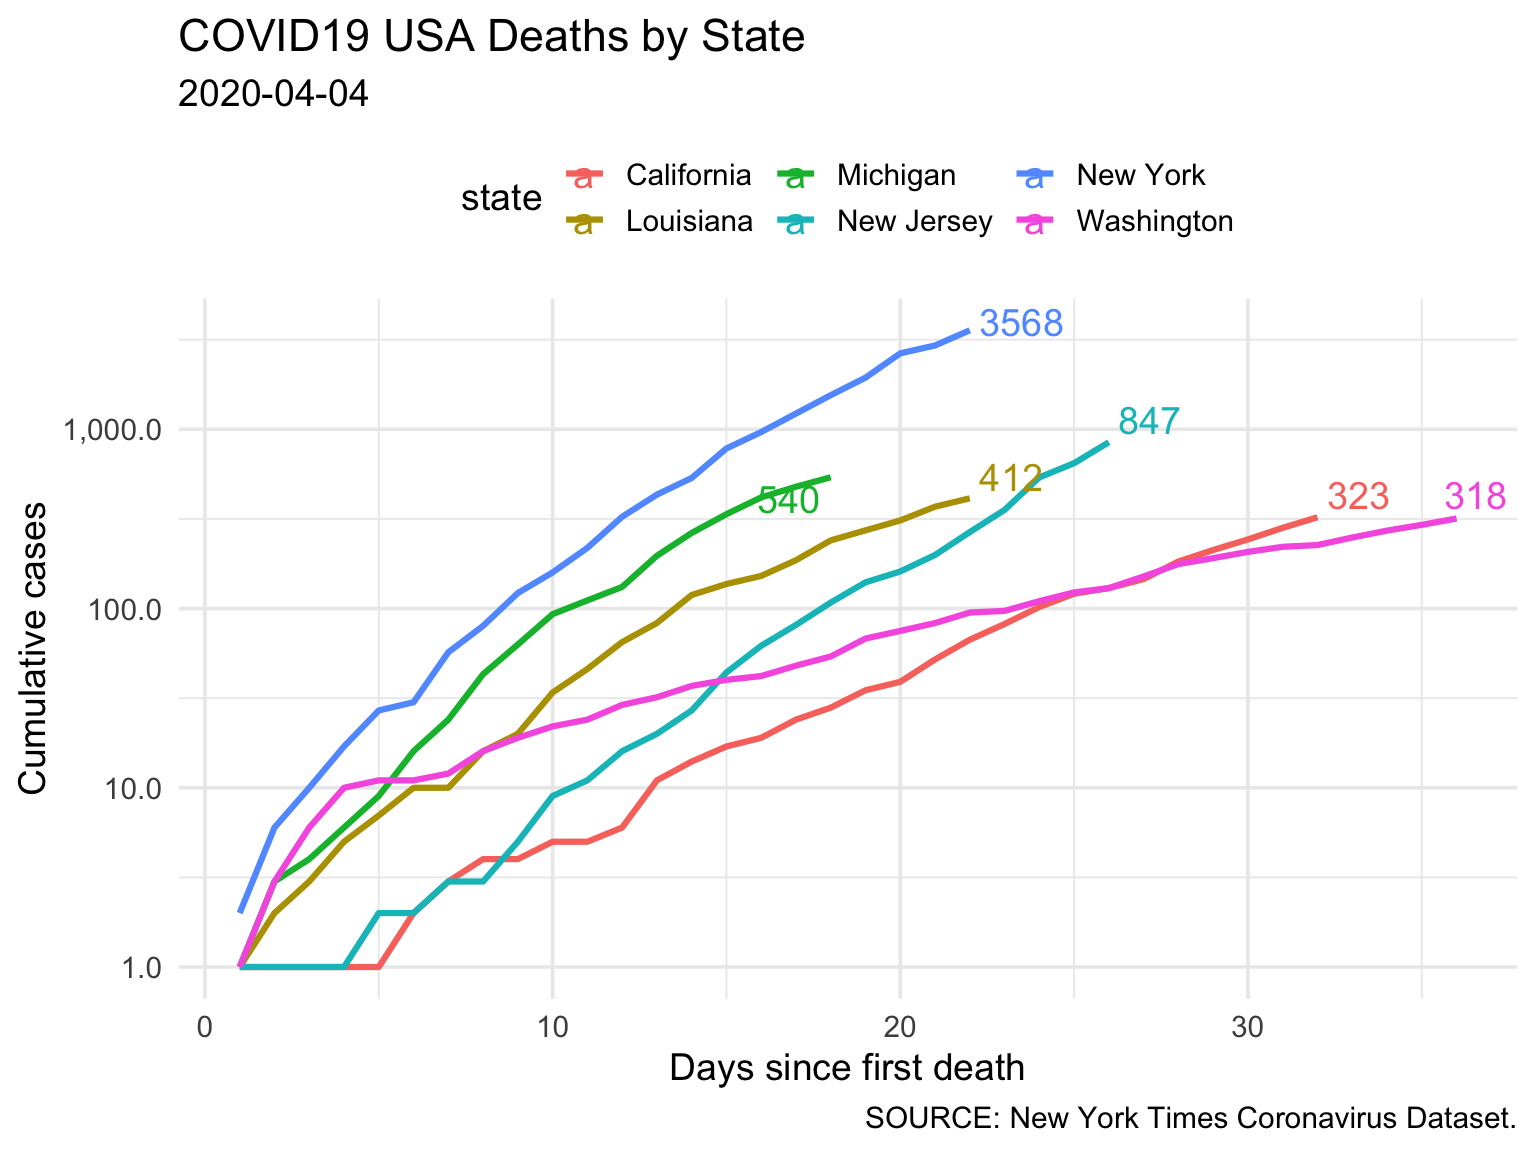 COVID19 USA Deaths by State
2020-04-04
state
a California a Michigan a New York
a Louisiana a New Jersey a Washington
3568
847
412
540
323 318
1,000.0
100.0
10.0
1.0
Cumulative cases
0 10 20 30
Days since first death
SOURCE: New York Times Coronavirus Dataset.